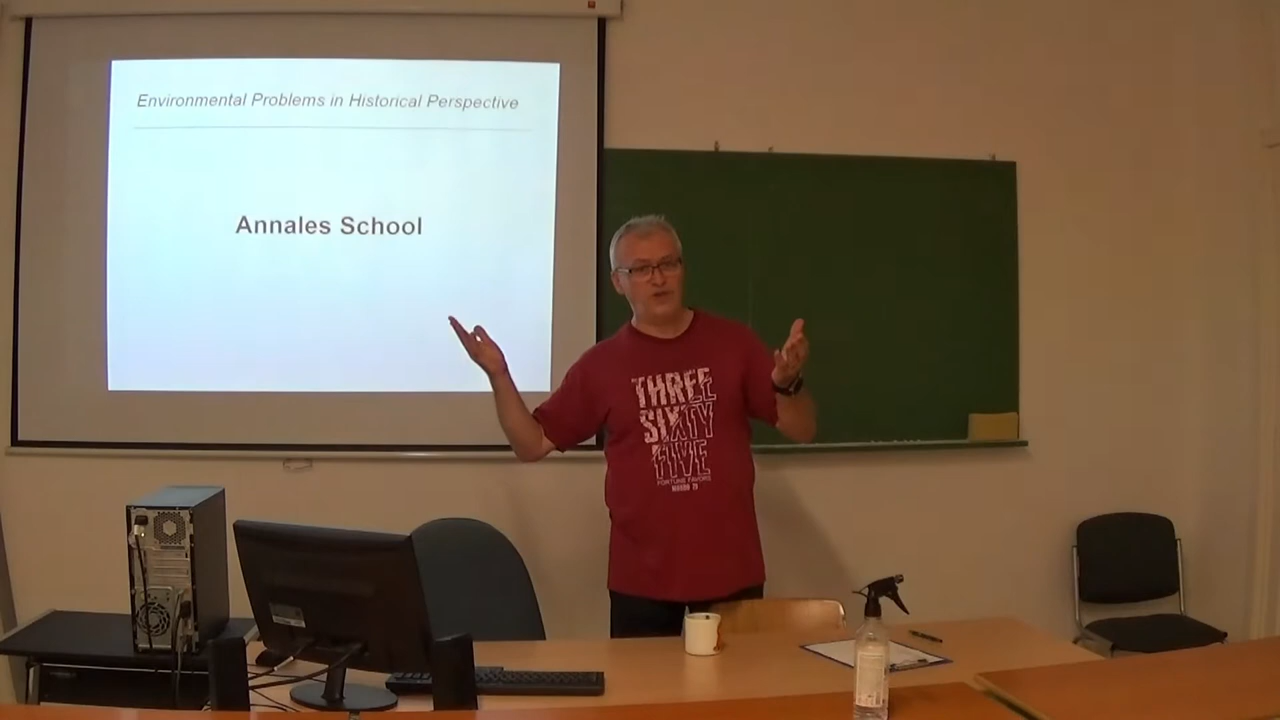 Environmental Problems in Historical Perspective
Annales School
THREE
SIXTY
FIVE
FORTUNE FAVORS